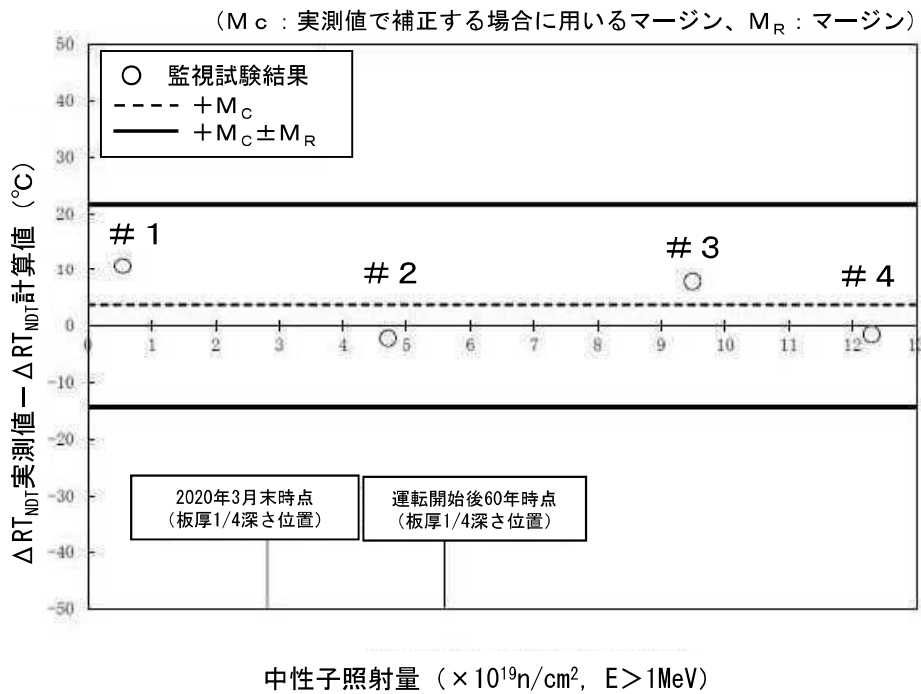 （Ｍｃ：実測値で補正する場合に用いるマージン、ＭR：マージン）
50
40
30
20
10
0
-10
-20
-30
-40
-50
○ 監視試験結果
＋ＭC
＋ＭC±ＭR
＃１
＃２
＃３
＃４
0 1 2 3 4 5 6 7 8 9 10 11 12 13
2020年3月末時点
（板厚1/4深さ位置）
運転開始後60年時点
（板厚1/4深さ位置）
ΔRTNDT実測値－ΔRTNDT計算値（℃）
中性子照射量（×10¹⁹n/cm², E＞1MeV）